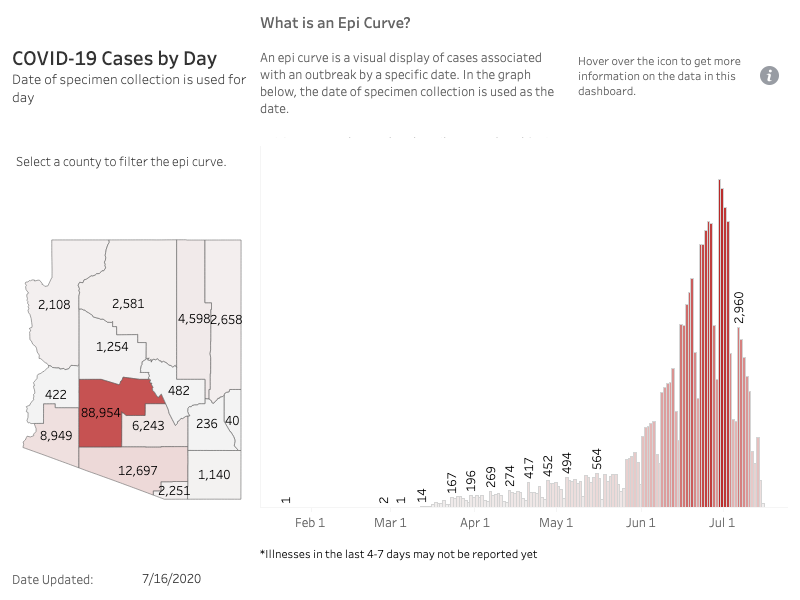 What is an Epi Curve?
COVID-19 Cases by Day
Date of specimen collection is used for
day
An epi curve is a visual display of cases associated
with an outbreak by a specific date. In the graph
below, the date of specimen collection is used as the
date.
Hover over the icon to get more
information on the data in this
dashboard.
i
Select a county to filter the epi curve.
2,108
2,581
4,598
2,658
1,254
422
482
88,954
8,949
6,243
236
40
12,697
1,140
2,251
1
2
1
14
167
196
269
274
417
452
494
564
2,960
Feb 1
Mar 1
Apr 1
May 1
Jun 1
Jul 1
*Illnesses in the last 4-7 days may not be reported yet
Date Updated: 7/16/2020